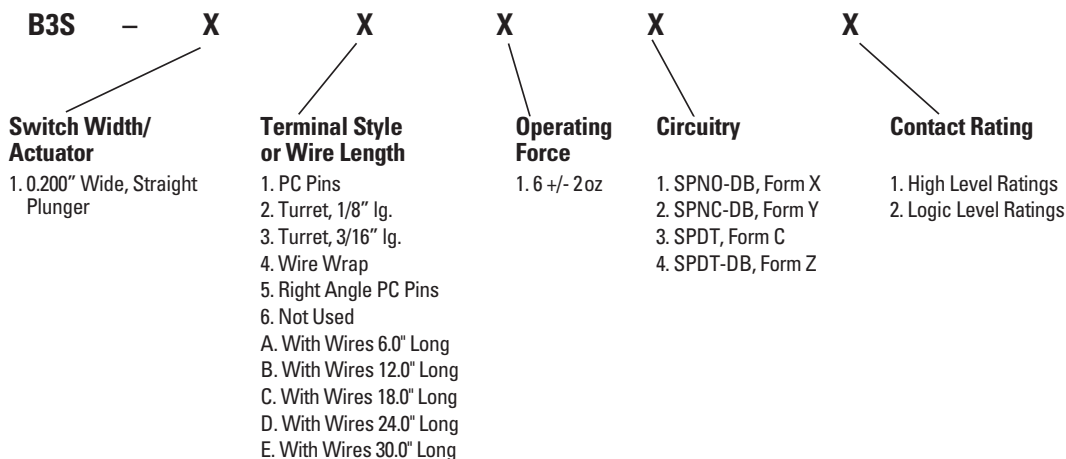 B3S – X X X X X
Switch Width/
Actuator
1. 0.200" Wide, Straight
Plunger
Terminal Style
or Wire Length
1. PC Pins
2. Turret, 1/8" lg.
3. Turret, 3/16" lg.
4. Wire Wrap
5. Right Angle PC Pins
6. Not Used
A. With Wires 6.0" Long
B. With Wires 12.0" Long
C. With Wires 18.0" Long
D. With Wires 24.0" Long
E. With Wires 30.0" Long
Operating
Force
1. 6 +/- 2 oz
Circuitry
1. SPNO-DB, Form X
2. SPNC-DB, Form Y
3. SPDT, Form C
4. SPDT-DB, Form Z
Contact Rating
1. High Level Ratings
2. Logic Level Ratings